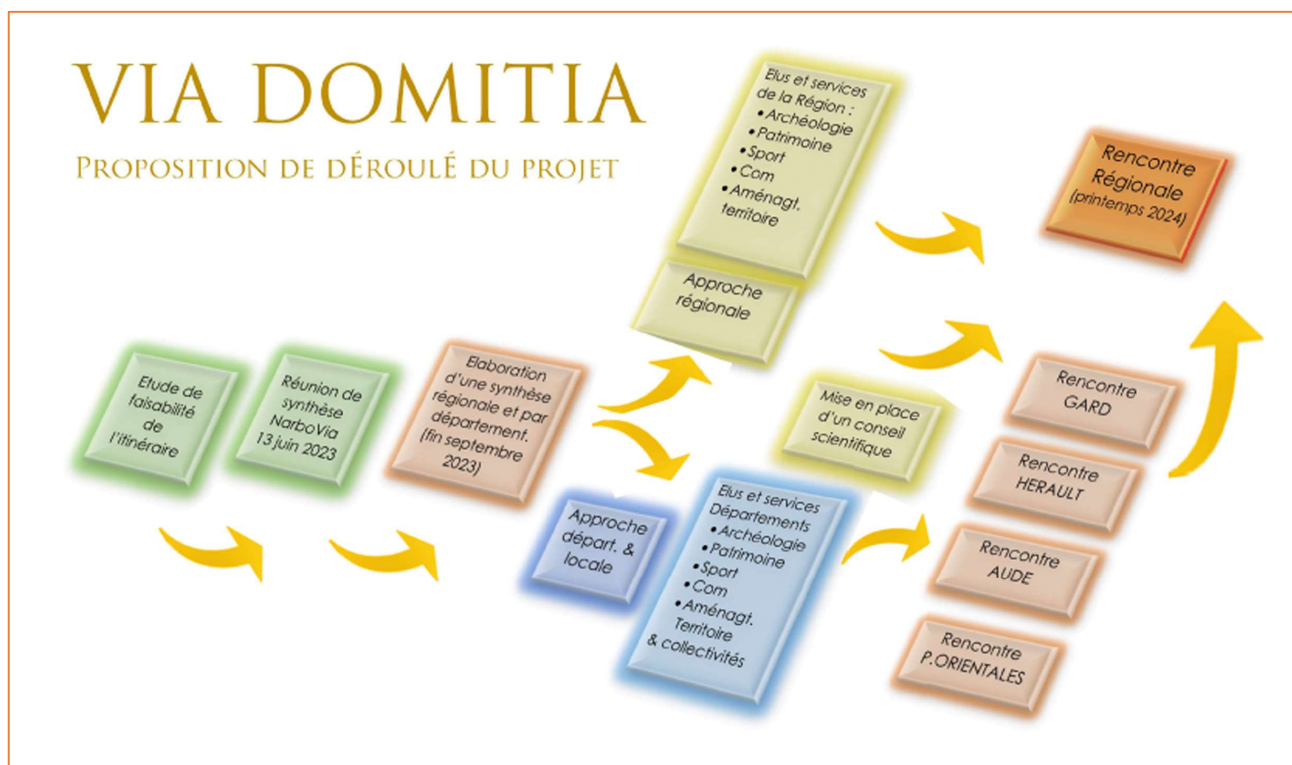 VIA DOMITIA
PROPOSITION DE DÉROULÉ DU PROJET
Etude de
faisabilité
de
l'itinéraire
Réunion de
synthèse
NarboVia
13 juin 2023
Elaboration
d'une synthèse
régionale et par
département.
(fin septembre
2023)
Elus et services
de la Région :
• Archéologie
• Patrimoine
• Sport
• Com
• Aménagt.
territoire
Approche
régionale
Approche
départ. &
locale
Elus et services
Départements
• Archéologie
• Patrimoine
• Sport
• Com
• Aménagt.
Territoire
& collectivités
Mise en place
d'un conseil
scientifique
Rencontre
Régionale
(printemps 2024)
Rencontre
GARD
Rencontre
HERAULT
Rencontre
AUDE
Rencontre
P.ORIENTALES